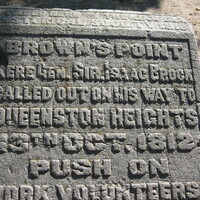 BROWN'S POINT
HERE GEN. SIR. ISAAC BROCK
CALLED OUT ON HIS WAY TO
QUEENSTON HEIGHTS
13TH OCT. 1812
PUSH ON
YORK VOLUNTEERS